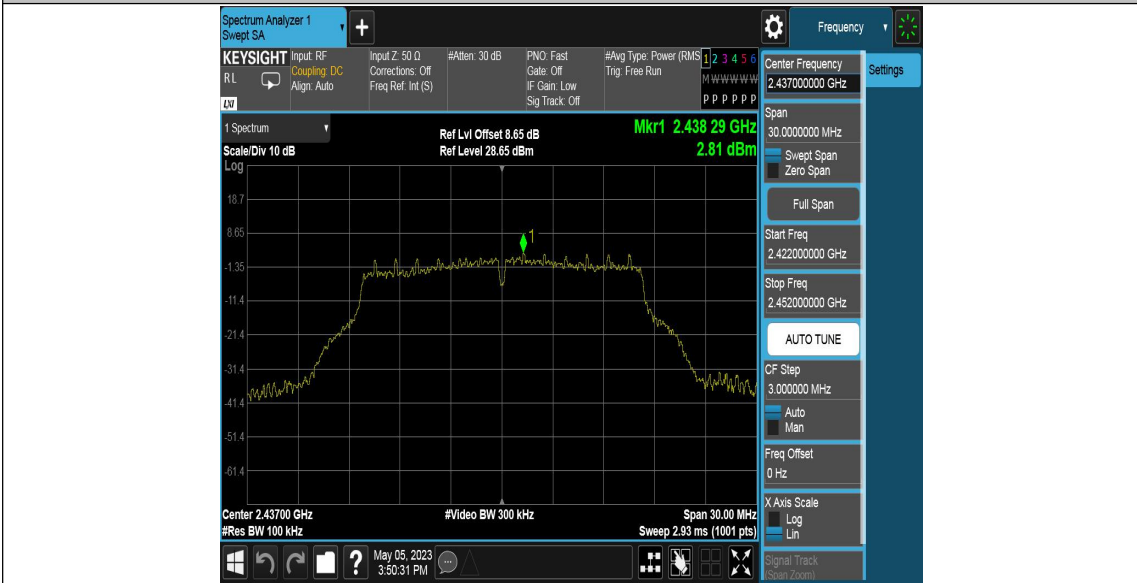 Spectrum Analyzer 1
Swept SA
+
Frequency
KEYSIGHT
R L
LXI
Input: RF
Coupling: DC
Align: Auto
Input Z: 50 Ω
Corrections: Off
Freq Ref: Int (S)
#Atten: 30 dB
PNO: Fast
Gate: Off
IF Gain: Low
Sig Track: Off
#Avg Type: Power (RMS
Trig: Free Run
1 2 3 4 5 6
M W W W W W
P P P P P P
1 Spectrum
Scale/Div 10 dB
Log
Ref Lvl Offset 8.65 dB
Ref Level 28.65 dBm
Mkr1 2.438 29 GHz
2.81 dBm
18.7
8.65
-1.35
-11.4
-21.4
-31.4
-41.4
-51.4
-61.4
1
Center 2.43700 GHz
#Res BW 100 kHz
#Video BW 300 kHz
Span 30.00 MHz
Sweep 2.93 ms (1001 pts)
Center Frequency
2.437000000 GHz
Settings
Span
30.0000000 MHz
Swept Span
Zero Span
Full Span
Start Freq
2.422000000 GHz
Stop Freq
2.452000000 GHz
AUTO TUNE
CF Step
3.000000 MHz
Auto
Man
Freq Offset
0 Hz
X Axis Scale
Log
Lin
Signal Track
(Span Zoom)
?
May 05, 2023
3:50:31 PM